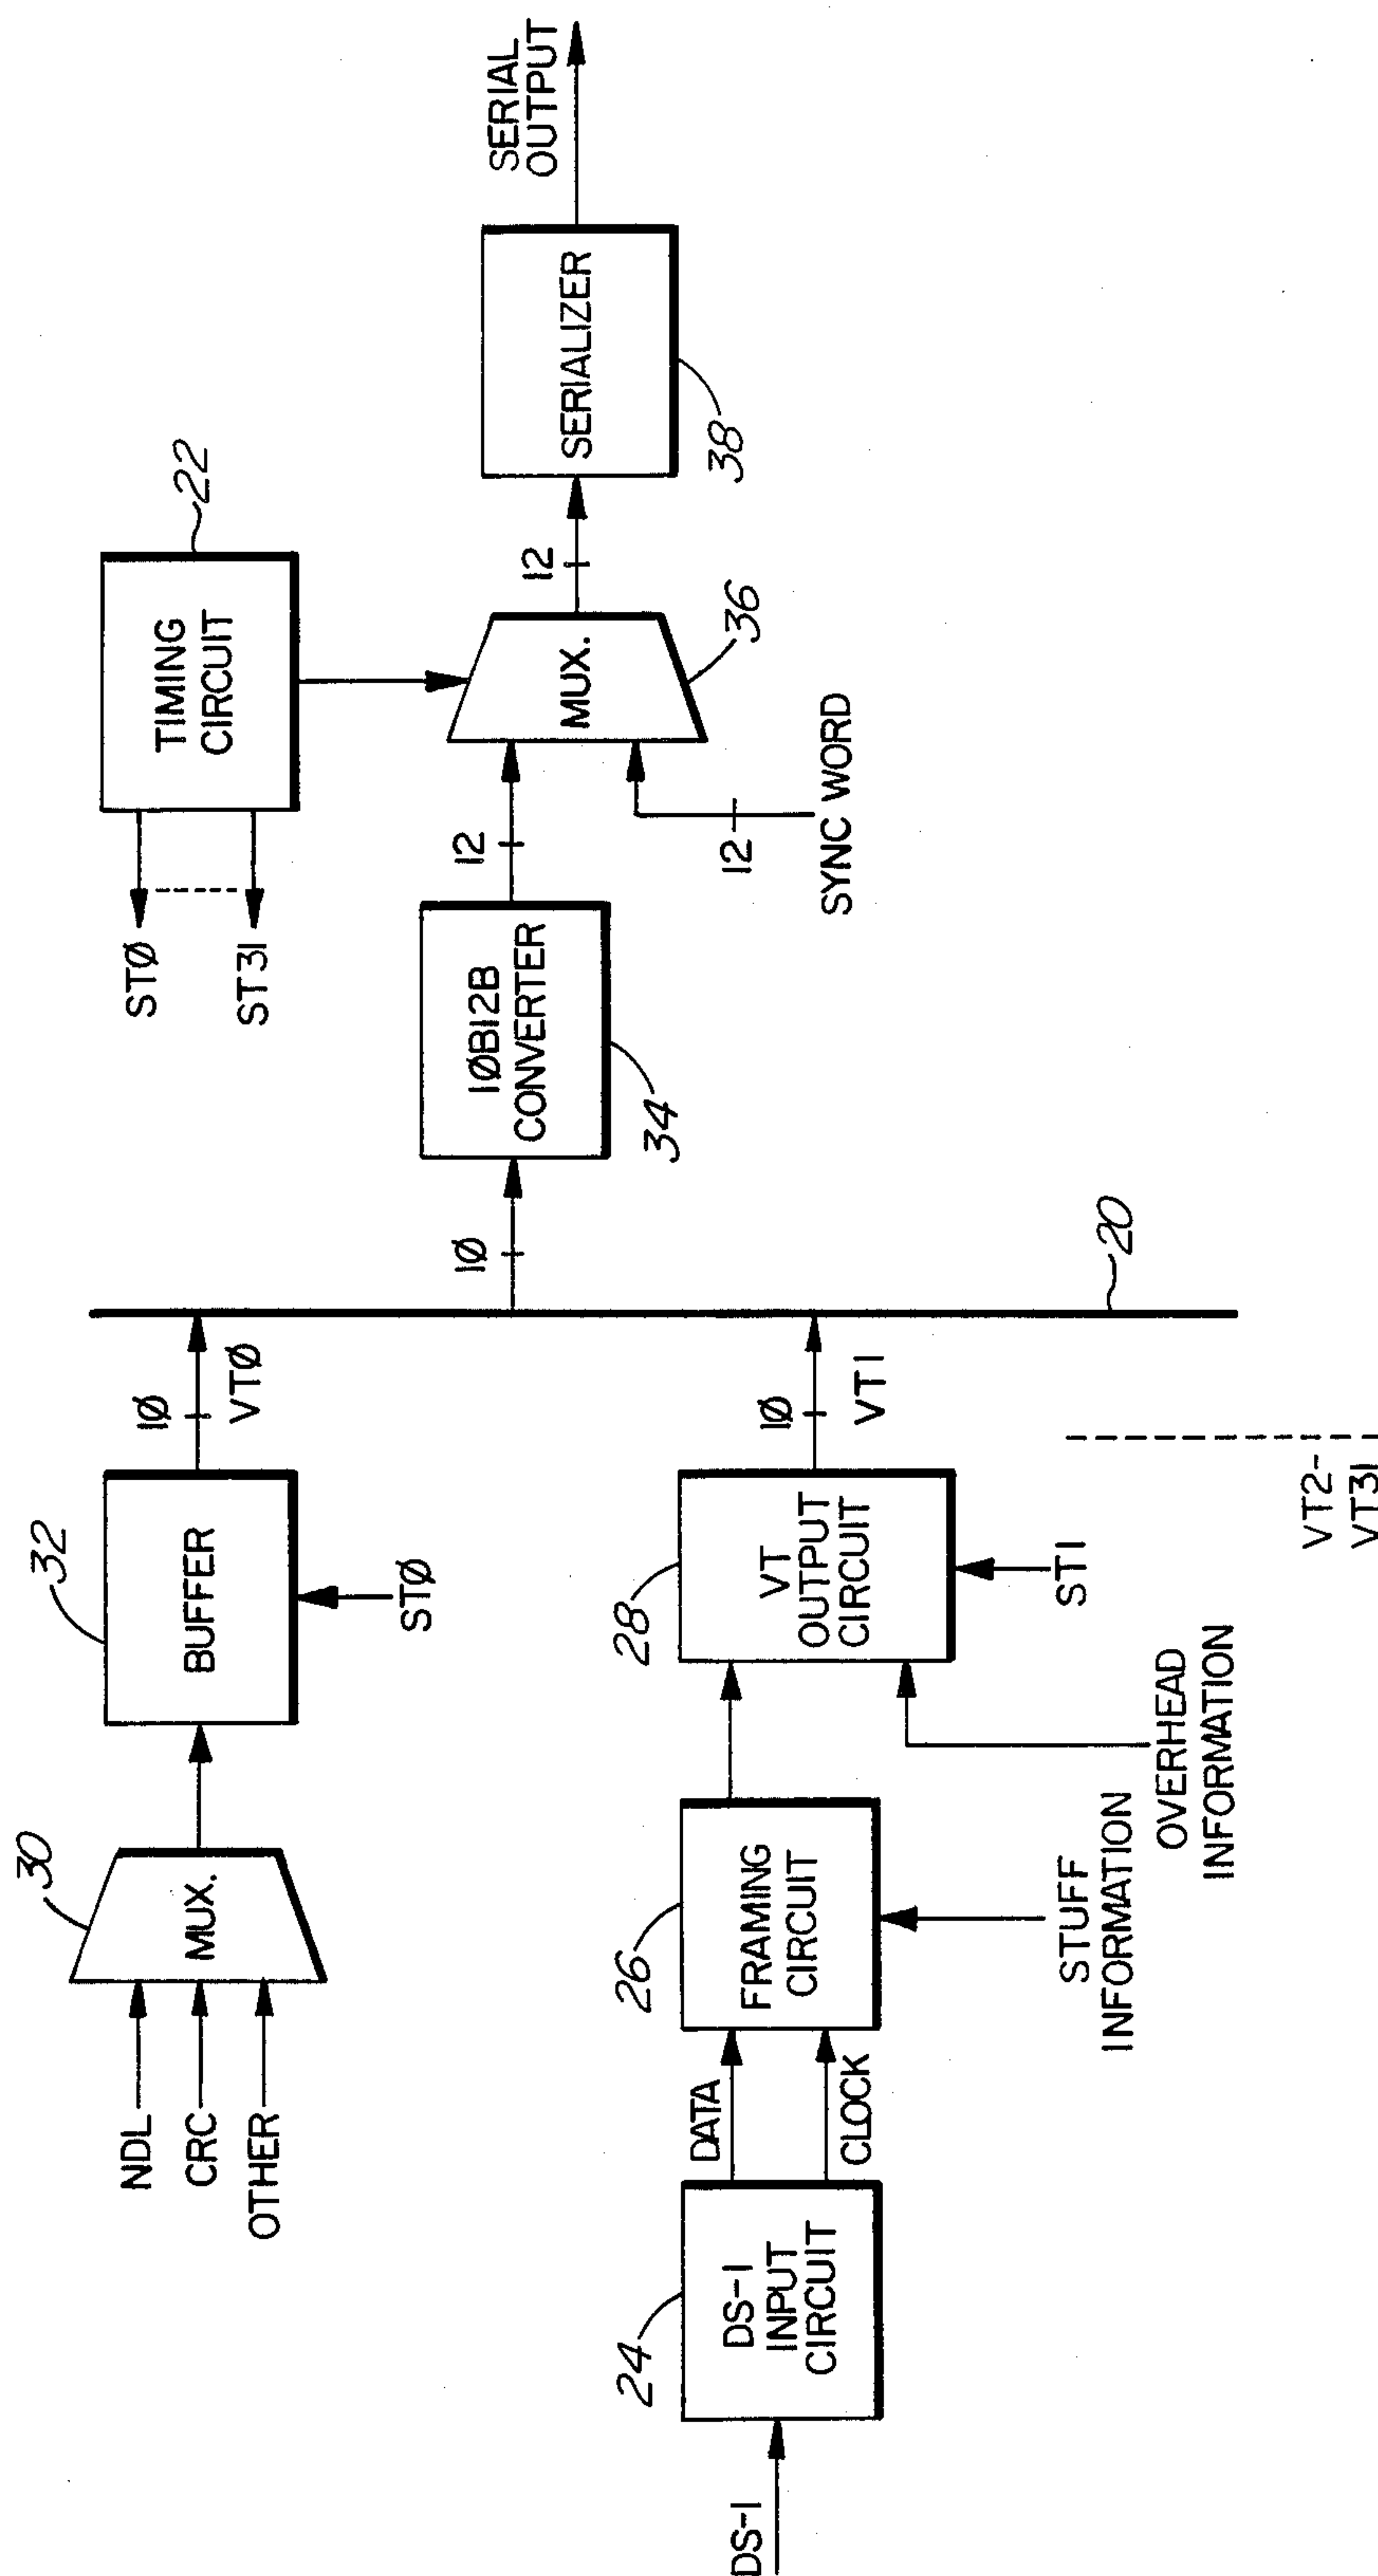 NDL
CRC
OTHER
MUX.
30
BUFFER
32
STØ
1Ø
VTØ
DS-1
DS-1
INPUT
CIRCUIT
24
DATA
CLOCK
FRAMING
CIRCUIT
26
STUFF
INFORMATION
VT
OUTPUT
CIRCUIT
28
OVERHEAD
INFORMATION
ST1
1Ø
VT1
VT2-
VT31
20
1Ø
1ØB12B
CONVERTER
34
12
STØ
ST31
TIMING
CIRCUIT
22
12
SYNC WORD
MUX.
36
12
SERIALIZER
38
SERIAL
OUTPUT